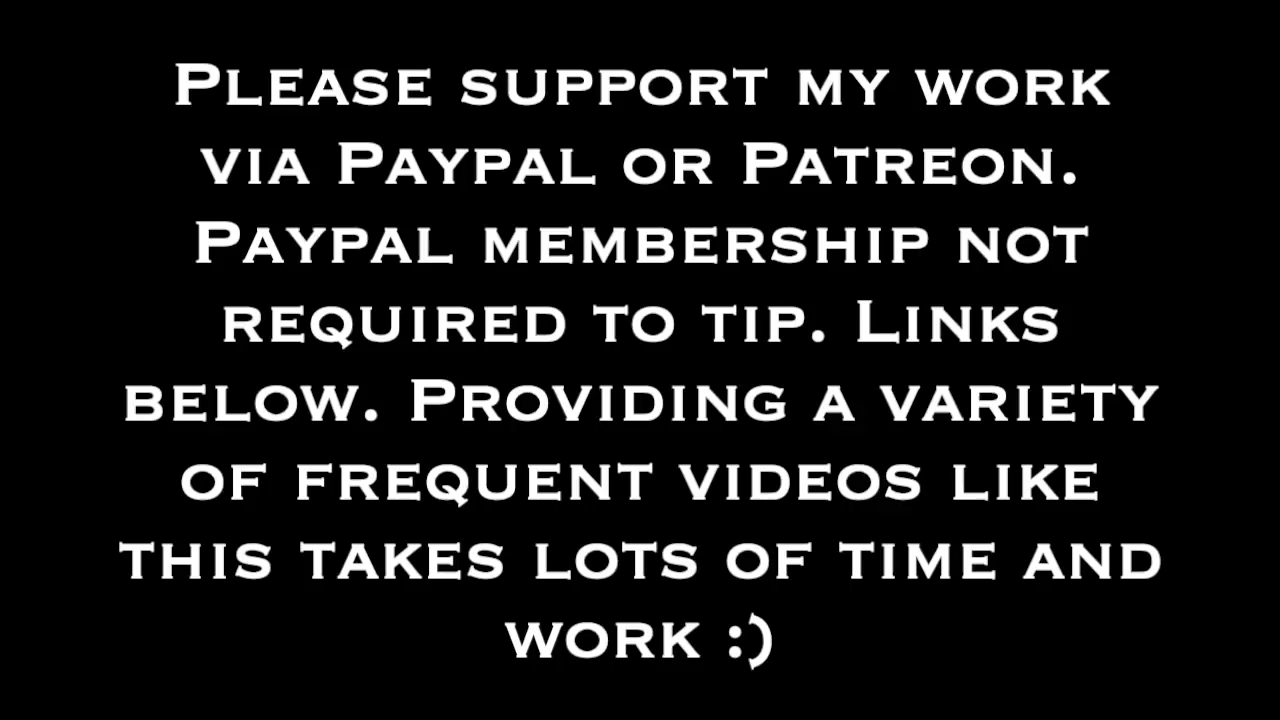 Please support my work
via Paypal or Patreon.
Paypal membership not
required to tip. Links
below. Providing a variety
of frequent videos like
this takes lots of time and
work :)